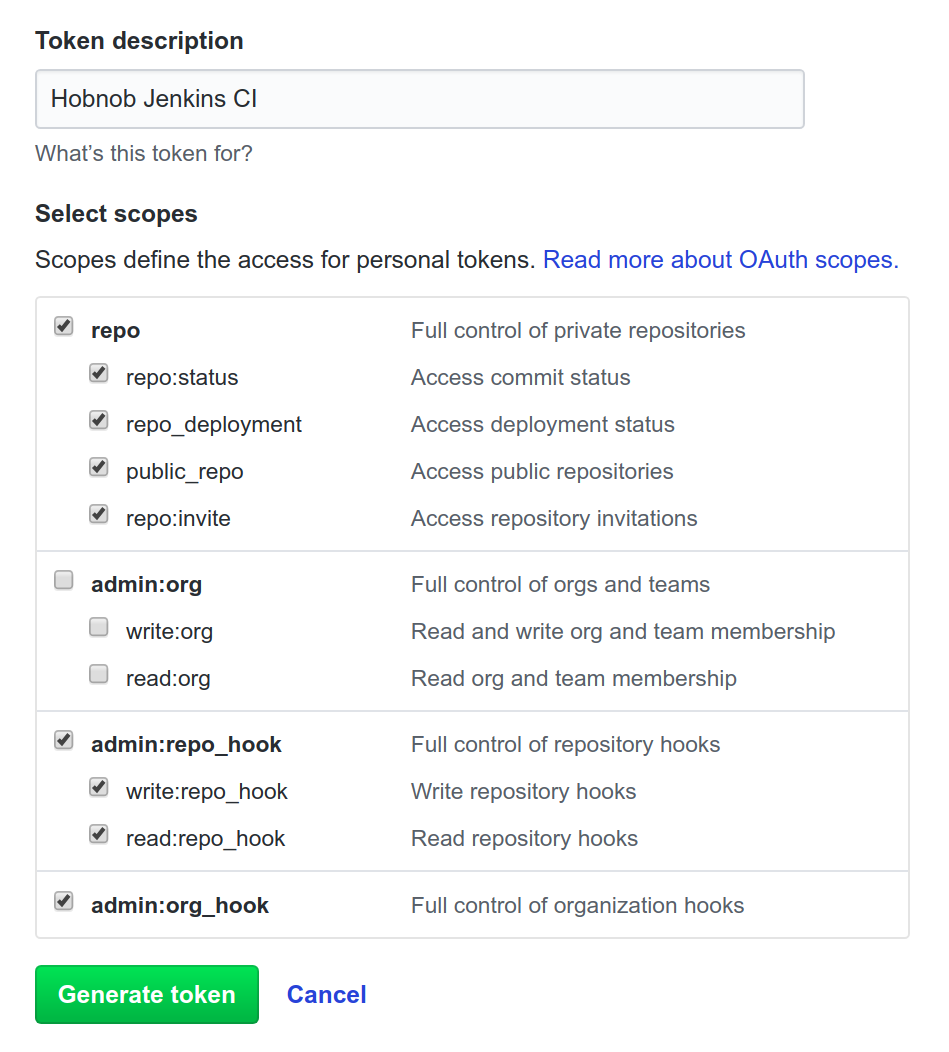 Token description
Hobnob Jenkins CI
What’s this token for?
Select scopes
Scopes define the access for personal tokens. Read more about OAuth scopes.
repo Full control of private repositories
repo:status Access commit status
repo_deployment Access deployment status
public_repo Access public repositories
repo:invite Access repository invitations
admin:org Full control of orgs and teams
write:org Read and write org and team membership
read:org Read org and team membership
admin:repo_hook Full control of repository hooks
write:repo_hook Write repository hooks
read:repo_hook Read repository hooks
admin:org_hook Full control of organization hooks
Generate token Cancel